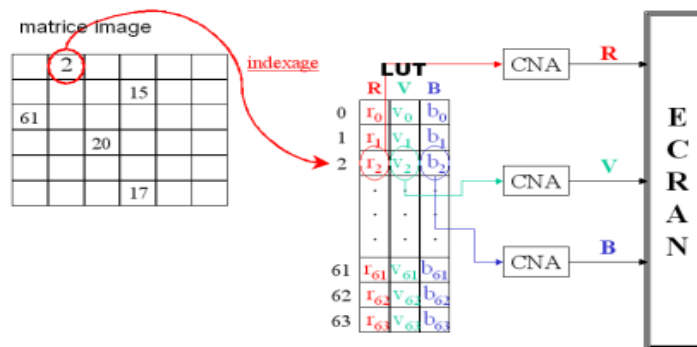 matrice image
2
15
61
20
17
indexage
LUT
R V B
0 r₀ v₀ b₀
1 r₁ v₁ b₁
2 r₂ v₂ b₂
. . .
. . .
. . .
61 r₆₁ v₆₁ b₆₁
62 r₆₂ v₆₂ b₆₂
63 r₆₃ v₆₃ b₆₃
CNA R
CNA V
CNA B
ECRAN